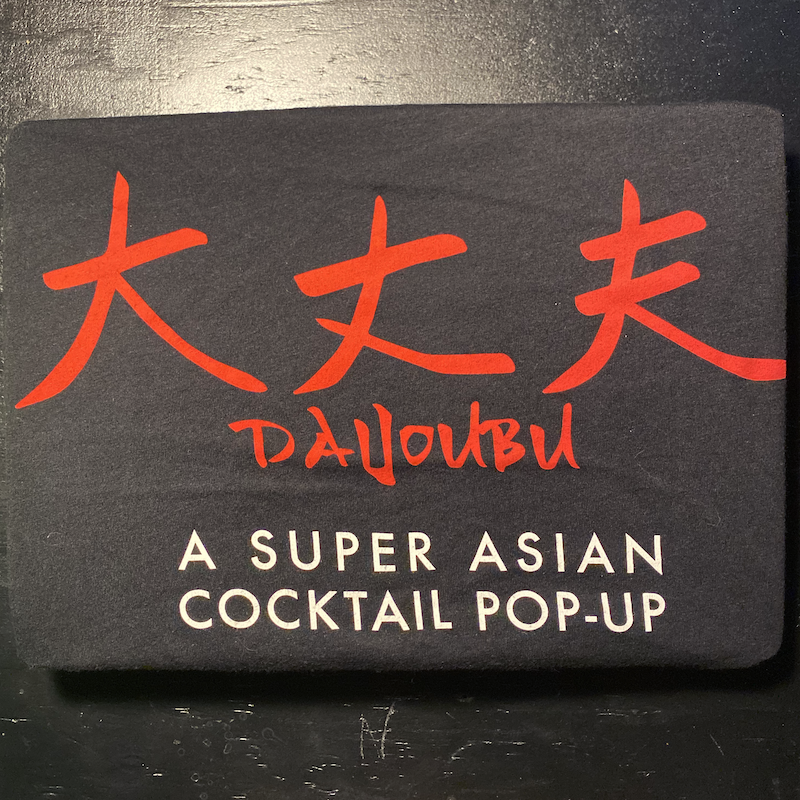 大丈夫
DAIJOUBU
A SUPER ASIAN
COCKTAIL POP-UP